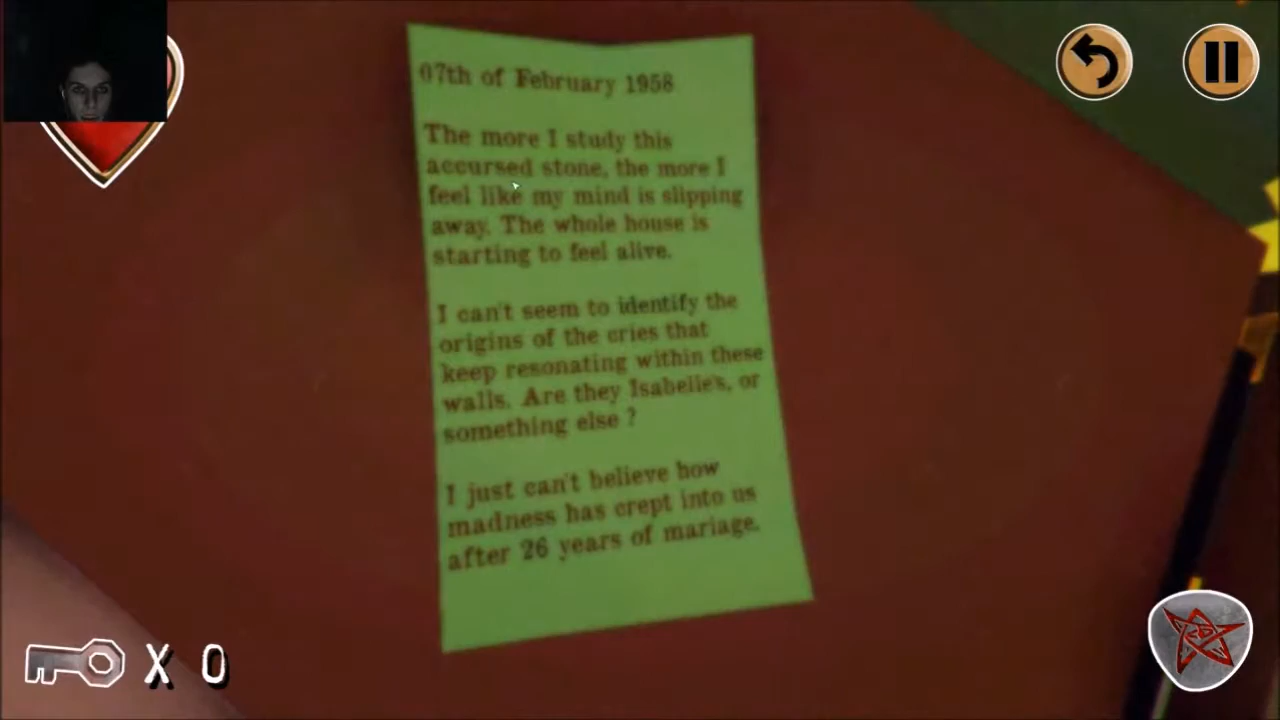 07th of February 1958
The more I study this
accursed stone, the more I
feel like my mind is slipping
away. The whole house is
starting to feel alive.
I can't seem to identify the
origins of the cries that
keep resonating within these
walls. Are they Isabelle's, or
something else ?
I just can't believe how
madness has crept into us
after 26 years of mariage.
X 0